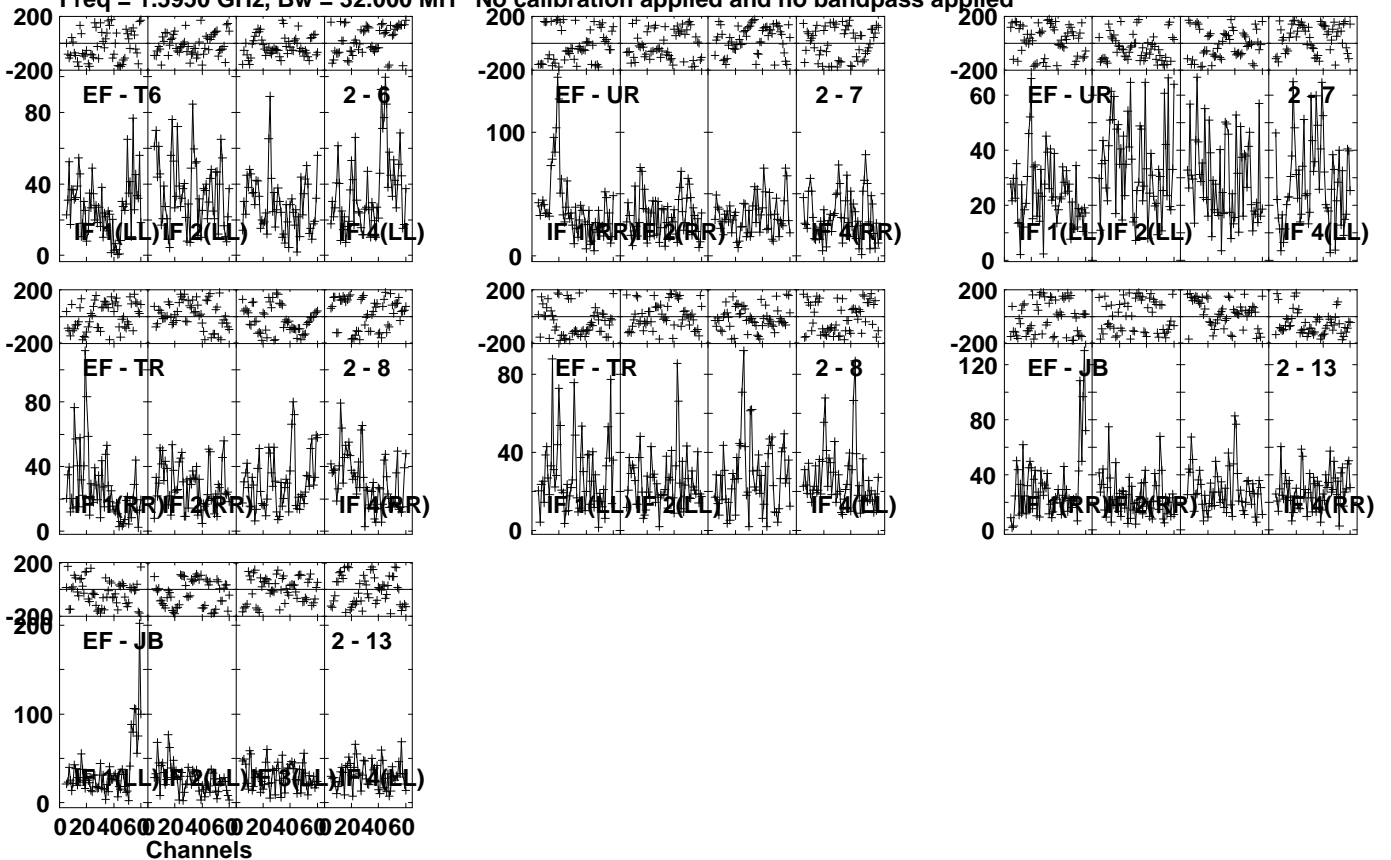 Freq = 1.5950 GHz, Bw = 32.000 MH No calibration applied and no bandpass applied
200 200 200
-200 -200 -200
EF - T6 2 - 6 EF - UR 2 - 7 EF - UR 2 - 7
80 100 60
40 40
20
0 0 0
IF 1(LL) IF 2(LL) IF 4(LL) IF 1(RR) IF 2(RR) IF 4(RR) IF 1(LL) IF 2(LL) IF 4(LL)
200 200 200
-200 -200 -200
EF - TR 2 - 8 EF - TR 2 - 8 EF - JB 2 - 13
120
80 80 80
40 40 40
0 0 0
IF 1(RR) IF 2(RR) IF 4(RR) IF 1(LL) IF 2(LL) IF 4(LL) IF 1(RR) IF 2(RR) IF 4(RR)
200
-200
200
EF - JB 2 - 13
100
IF 1(LL) IF 2(LL) IF 3(LL) IF 4(LL)
0
0 20 40 60 0 20 40 60 0 20 40 60 0 20 40 60
Channels